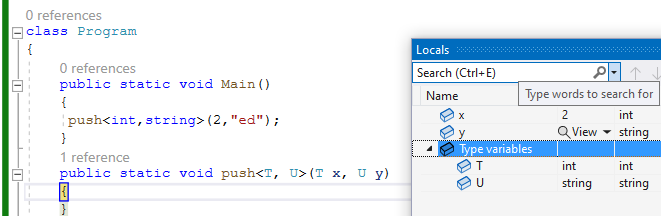 0 references
class Program
{
0 references
public static void Main()
{
push<int,string>(2,"ed");
}
1 reference
public static void push<T, U>(T x, U y)
{
}
Locals
Search (Ctrl+E)
Type words to search for
Name
x 2 int
y View string
Type variables
T int int
U string string